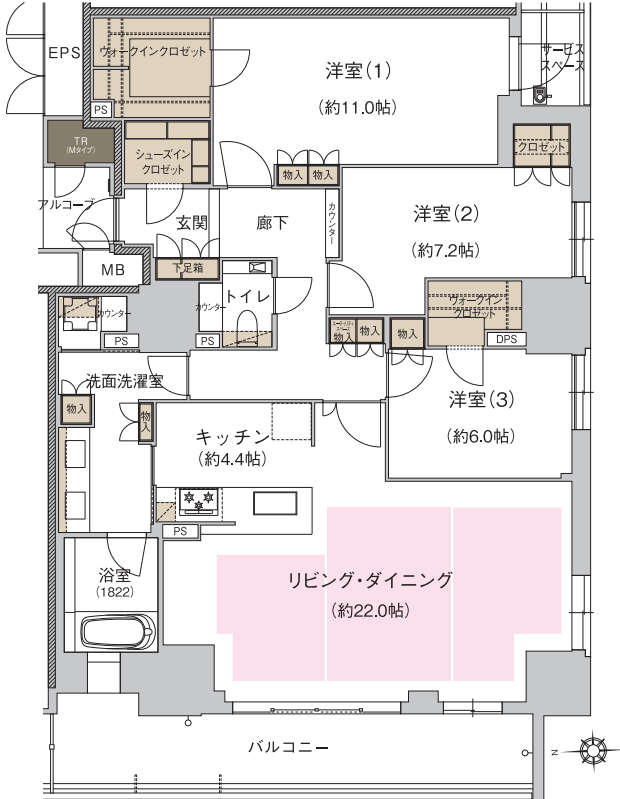 EPS
ウォークインクロゼット
PS
洋室(1)
(約11.0帖)
サービス
スペース
TR
(Mタイプ)
シューズイン
クロゼット
クロゼット
物入
物入
アルコーブ
玄関
廊下
カウンター
洋室(2)
(約7.2帖)
MB
下足箱
トイレ
カウンター
カウンター
PS
PS
物入
物入
物入
ウォークイン
クロゼット
DPS
洗面洗濯室
物入
物入
キッチン
(約4.4帖)
洋室(3)
(約6.0帖)
PS
浴室
(1822)
リビング・ダイニング
(約22.0帖)
バルコニー
N